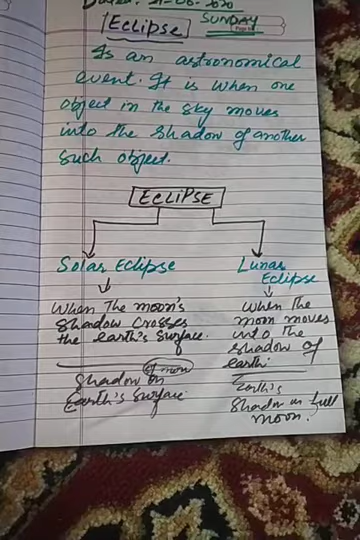 SUNDAY
Eclipse
Is an astronomical
event. It is when one
object in the sky moves
into the shadow of another
such object.
ECLIPSE
Solar Eclipse
When The moon's
shadow crosses
the earth's surface.
of moon
shadow on
Earth's surface
Lunar
Eclipse
When The
moon moves
into the
shadow of
earth.
Earth's
Shadow on full
moon.